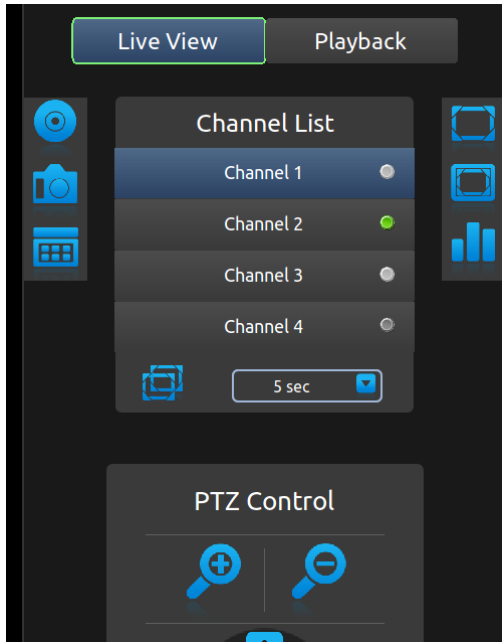 Live View
Playback
Channel List
Channel 1
Channel 2
Channel 3
Channel 4
5 sec
PTZ Control